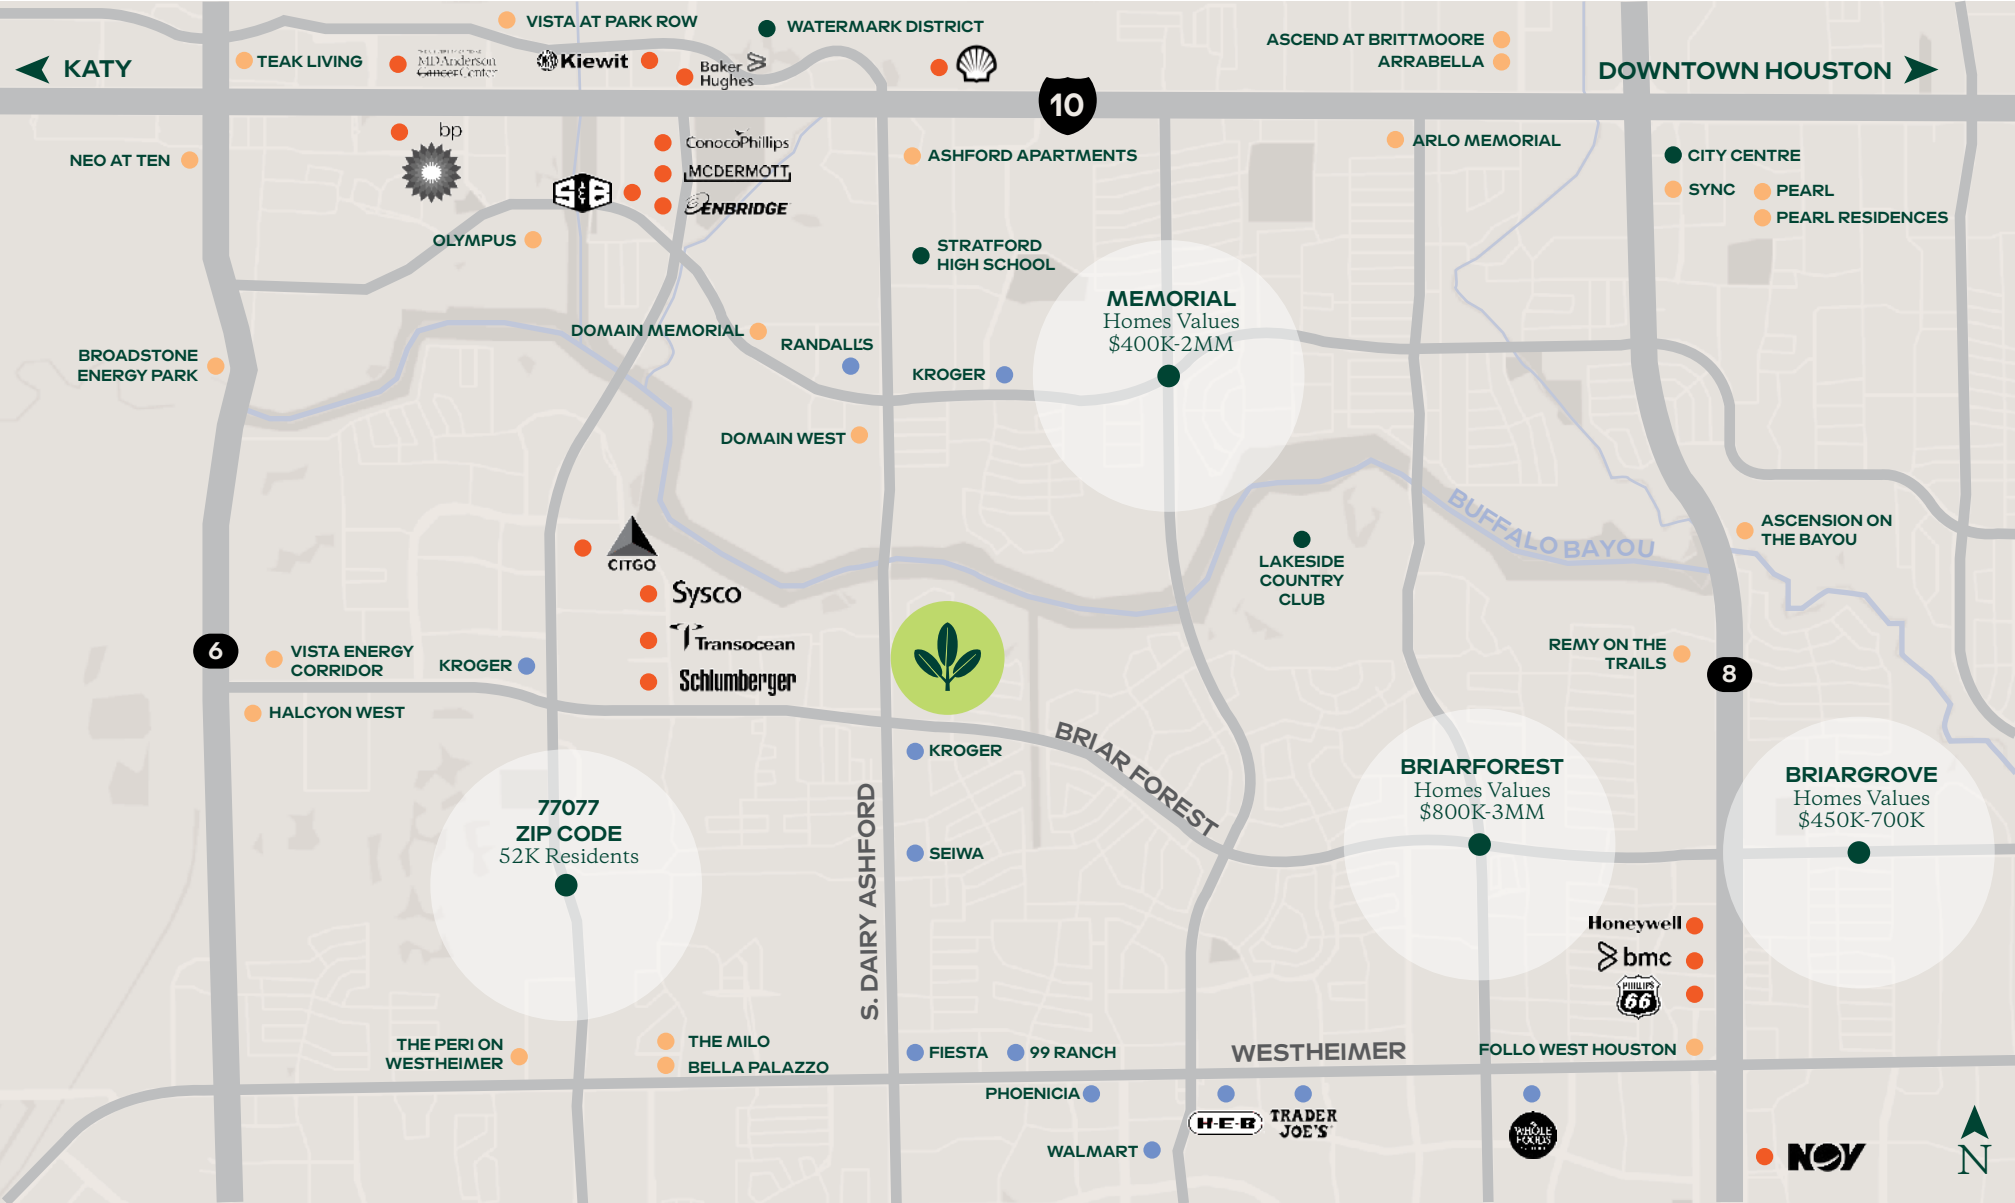 VISTA AT PARK ROW
WATERMARK DISTRICT
ASCEND AT BRITTMOORE
ARRABELLA
KATY
TEAK LIVING
MDAnderson
Cancer Center
Kiewit
Baker
Hughes
DOWNTOWN HOUSTON
10
bp
ConocoPhillips
MCDERMOTT
ENBRIDGE
S&B
NEO AT TEN
ASHFORD APARTMENTS
ARLO MEMORIAL
CITY CENTRE
SYNC
PEARL
PEARL RESIDENCES
OLYMPUS
STRATFORD
HIGH SCHOOL
MEMORIAL
Homes Values
$400K-2MM
DOMAIN MEMORIAL
RANDALL'S
BROADSTONE
ENERGY PARK
KROGER
DOMAIN WEST
BUFFALO BAYOU
ASCENSION ON
THE BAYOU
CITGO
Sysco
Transocean
Schlumberger
LAKESIDE
COUNTRY
CLUB
6
VISTA ENERGY
CORRIDOR
KROGER
REMY ON THE
TRAILS
8
HALCYON WEST
KROGER
BRIAR FOREST
77077
ZIP CODE
52K Residents
S. DAIRY ASHFORD
SEIWA
BRIARFOREST
Homes Values
$800K-3MM
BRIARGROVE
Homes Values
$450K-700K
Honeywell
bmc
PHILLIPS
66
THE PERI ON
WESTHEIMER
THE MILO
BELLA PALAZZO
FIESTA
99 RANCH
WESTHEIMER
FOLLO WEST HOUSTON
PHOENICIA
H-E-B
TRADER
JOE'S
WHOLE
FOODS
WALMART
NOV
N